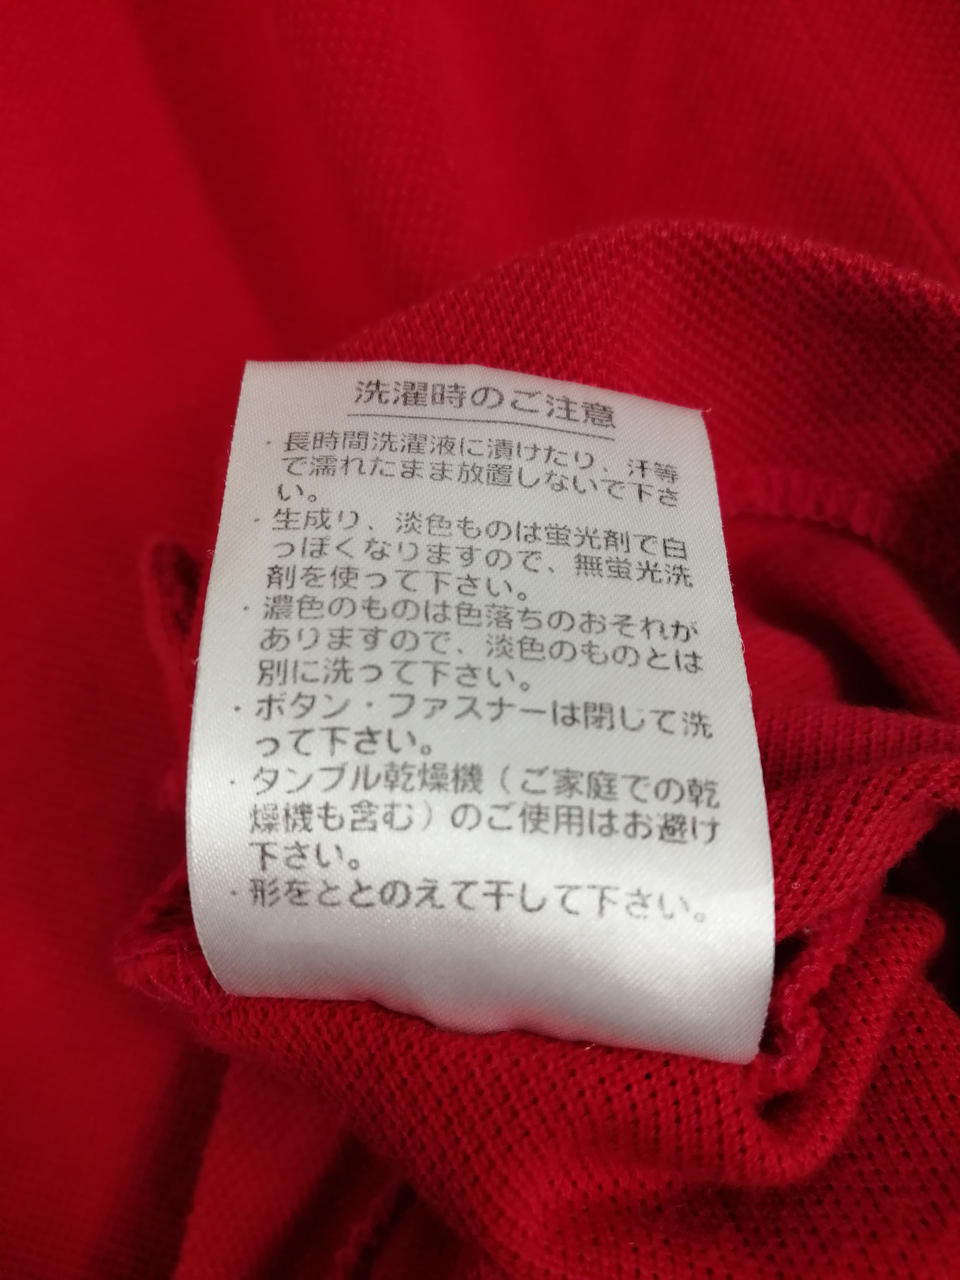 洗濯時のご注意
・長時間洗濯液に漬けたり、汗等
で濡れたまま放置しないで下さ
い。
・生成り、淡色ものは蛍光剤で白
っぽくなりますので、無蛍光洗
剤を使って下さい。
・濃色のものは色落ちのおそれが
ありますので、淡色のものとは
別に洗って下さい。
・ボタン・ファスナーは閉じて洗
って下さい。
・タンブル乾燥機（ご家庭での乾
燥機も含む）のご使用はお避け
下さい。
・形をととのえて干して下さい。